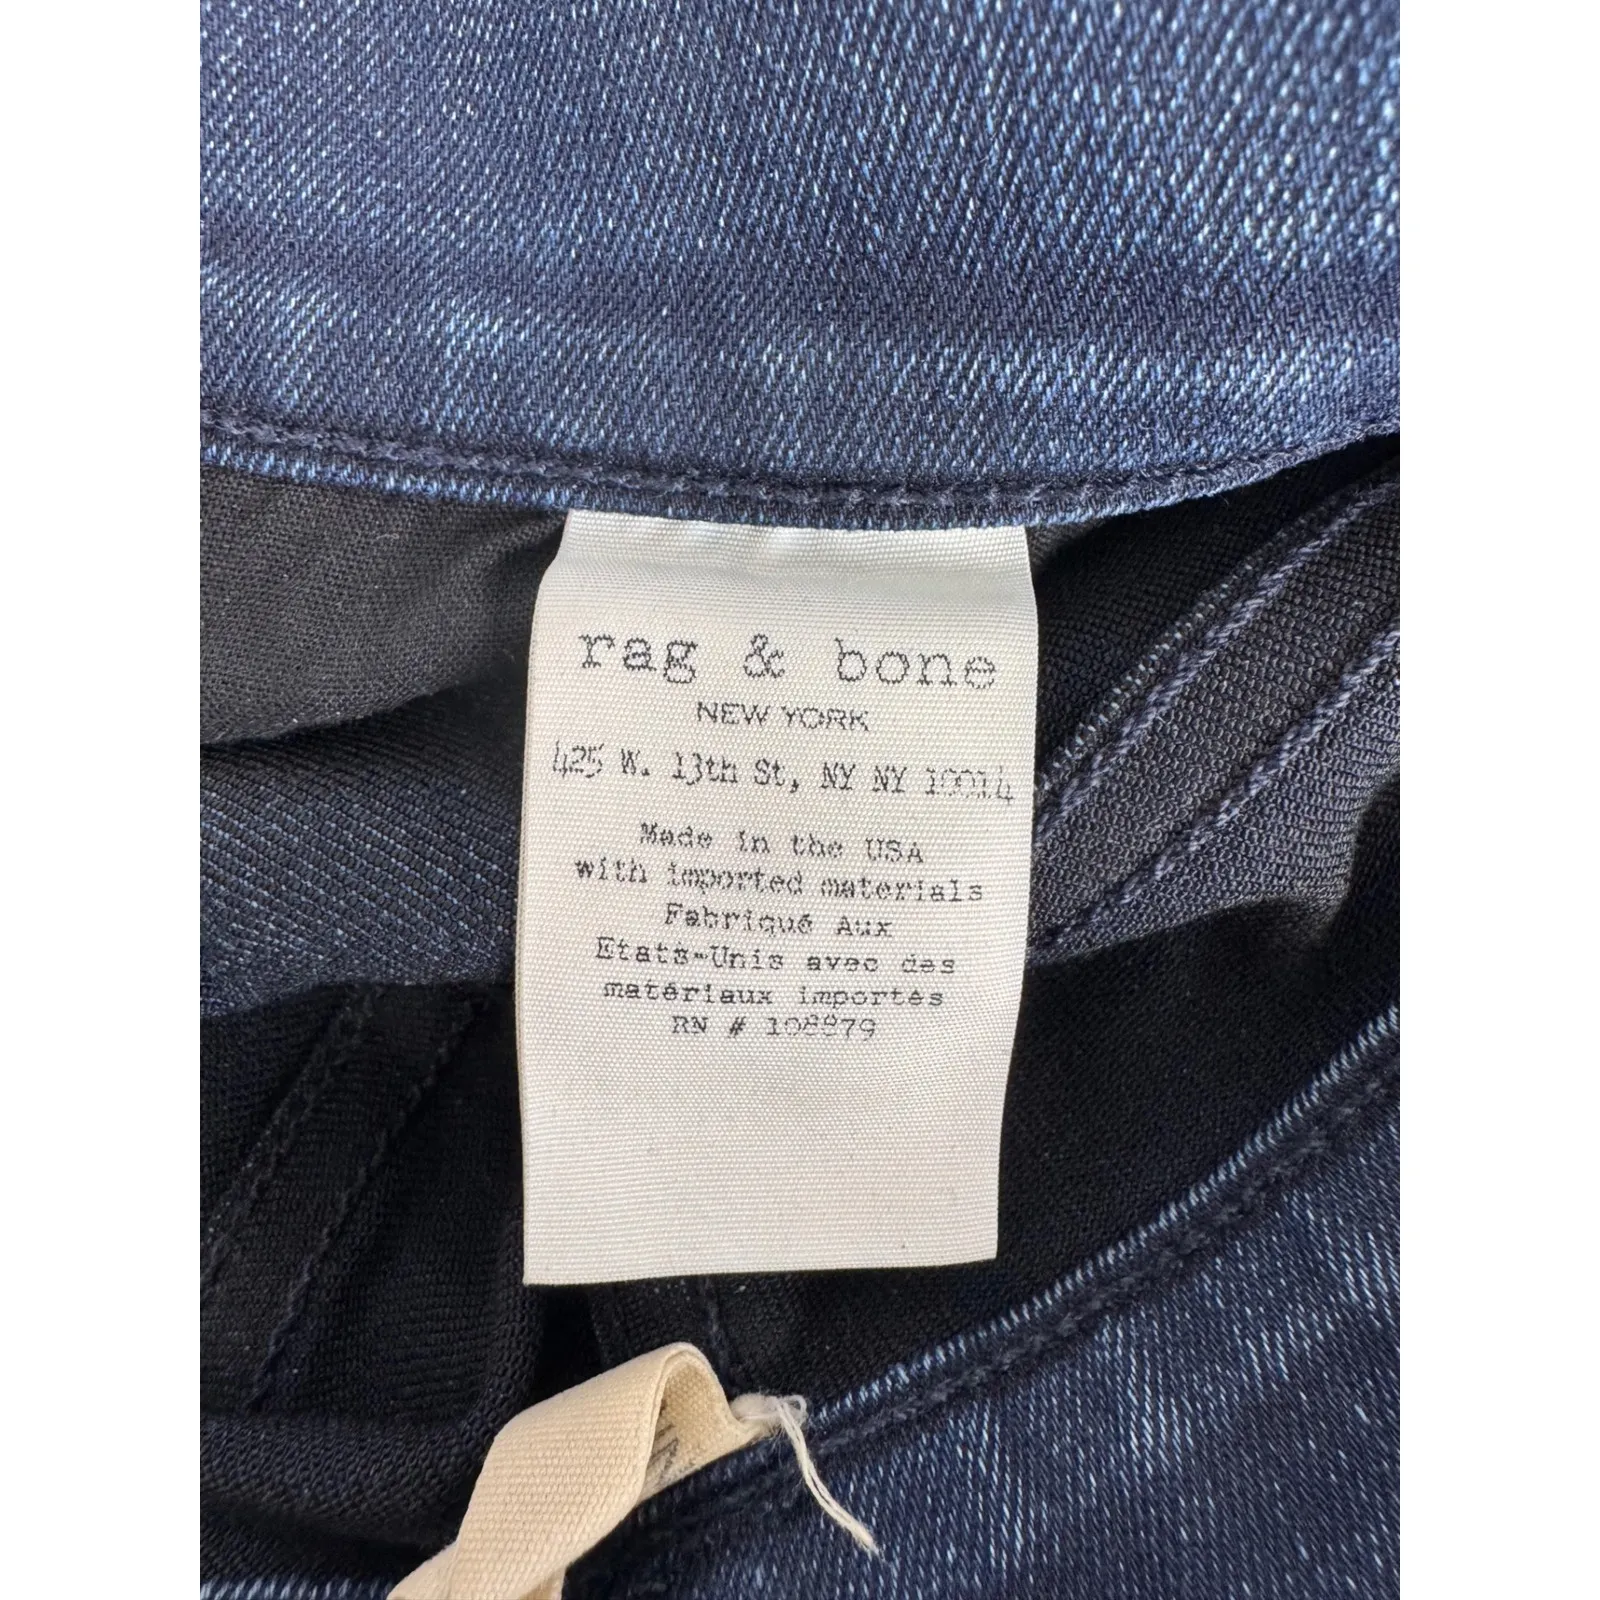 rag & bone
NEW YORK
425 W. 13th St, NY NY 10014
Made in the USA
with imported materials
Fabriqué Aux
Etats-Unis avec des
matériaux importés
RN # 108879